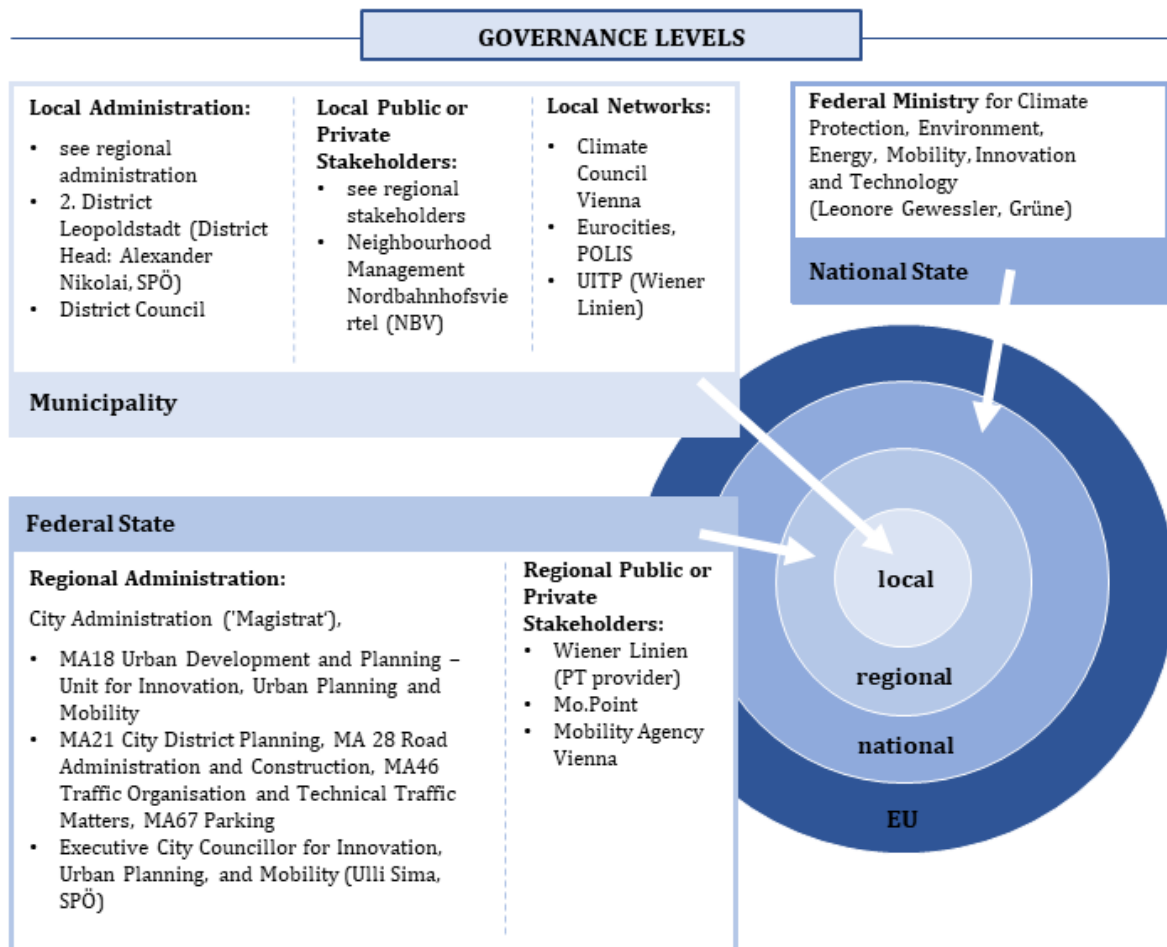 GOVERNANCE LEVELS
Local Administration:
• see regional
administration
• 2. District
Leopoldstadt (District
Head: Alexander
Nikolai, SPÖ)
• District Council
Local Public or
Private
Stakeholders:
• see regional
stakeholders
• Neighbourhood
Management
Nordbahnhofsvie
rtel (NBV)
Local Networks:
• Climate
Council
Vienna
• Eurocities,
POLIS
• UITP (Wiener
Linien)
Municipality
Federal Ministry for Climate
Protection, Environment,
Energy, Mobility, Innovation
and Technology
(Leonore Gewessler, Grüne)
National State
Federal State
Regional Administration:
City Administration ('Magistrat‘),
• MA18 Urban Development and Planning –
Unit for Innovation, Urban Planning and
Mobility
• MA21 City District Planning, MA 28 Road
Administration and Construction, MA46
Traffic Organisation and Technical Traffic
Matters, MA67 Parking
• Executive City Councillor for Innovation,
Urban Planning, and Mobility (Ulli Sima,
SPÖ)
Regional Public or
Private
Stakeholders:
• Wiener Linien
(PT provider)
• Mo.Point
• Mobility Agency
Vienna
local
regional
national
EU